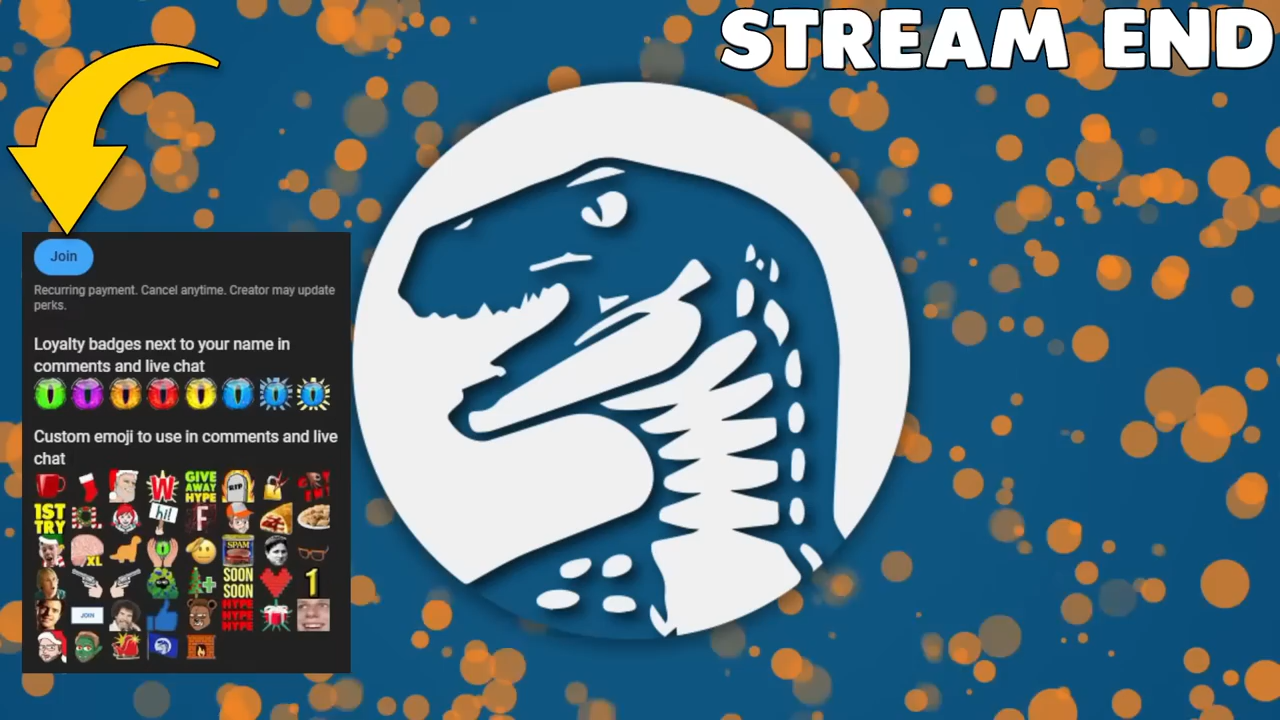 STREAM END
Join
Recurring payment. Cancel anytime. Creator may update
perks.
Loyalty badges next to your name in
comments and live chat
Custom emoji to use in comments and live
chat
W
GIVE
AWAY
HYPE
RIP
1ST
TRY
hi!
F
XL
SPAM
SOON
SOON
1
JOIN
HYPE
HYPE
HYPE